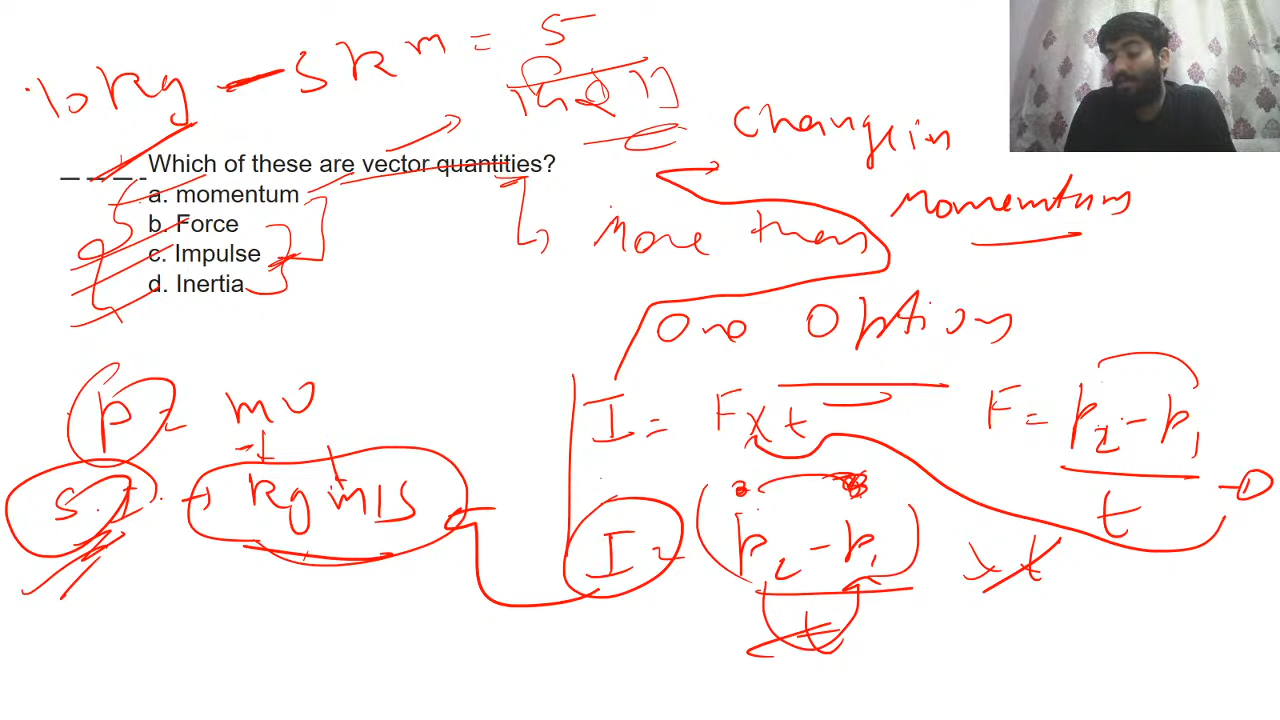 10kg - 5km = 5
Which of these are vector quantities?
a. momentum
b. Force
c. Impulse
d. Inertia
change in
momentum
More than
one option
p = mv
S.I. → kg m/s
I = F x t
F = p2 - p1
t
I = (p2 - p1) x t
t